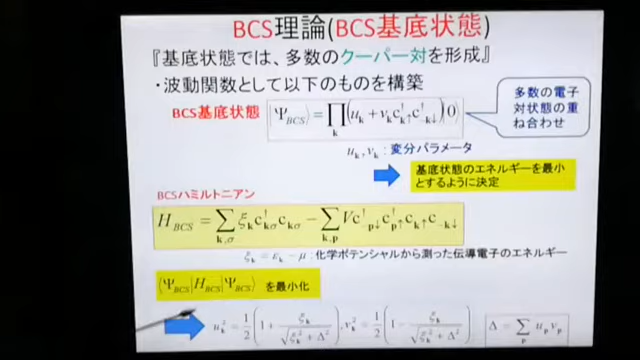 BCS理論(BCS基底状態)
『基底状態では、多数のクーパー対を形成』
・波動関数として以下のものを構築
BCS基底状態 |Ψ_BCS⟩ = ∏_k (u_k + v_k c†_k↑ c†_-k↓)|0⟩
多数の電子
対状態の重
ね合わせ
u_k, v_k : 変分パラメータ
基底状態のエネルギーを最小
とするように決定
BCSハミルトニアン
H_BCS = ∑_k,σ ξ_k c†_kσ c_kσ − ∑_k,p V c†_-p↓ c†_p↑ c_k↑ c_-k↓
ξ_k = ε_k − μ : 化学ポテンシャルから測った伝導電子のエネルギー
⟨Ψ_BCS|H_BCS|Ψ_BCS⟩ を最小化
u_k² = 1/2 (1 + ξ_k/√(ξ_k² + Δ²)), v_k² = 1/2 (1 − ξ_k/√(ξ_k² + Δ²)) Δ = ∑_p u_p v_p